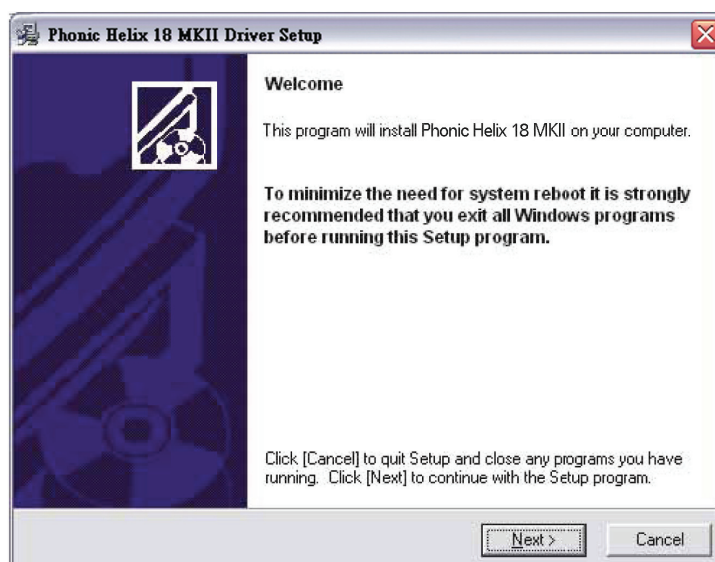 Phonic Helix 18 MKII Driver Setup
Welcome
This program will install Phonic Helix 18 MKII on your computer.
To minimize the need for system reboot it is strongly
recommended that you exit all Windows programs
before running this Setup program.
Click [Cancel] to quit Setup and close any programs you have
running.  Click [Next] to continue with the Setup program.
Next >
Cancel